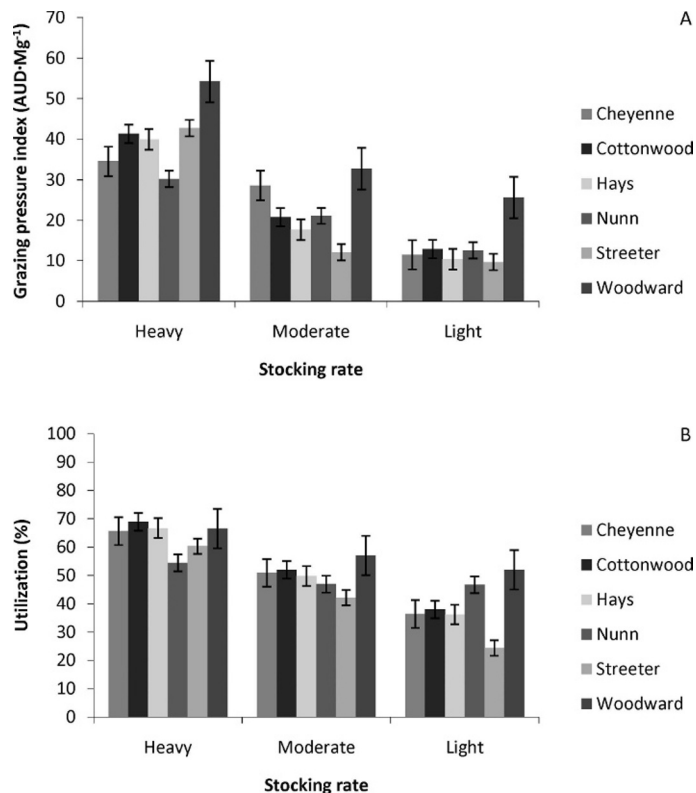 A
Grazing pressure index (AUD·Mg⁻¹)
70
60
50
40
30
20
10
0
Heavy
Moderate
Light
Stocking rate
Cheyenne
Cottonwood
Hays
Nunn
Streeter
Woodward
B
Utilization (%)
100
90
80
70
60
50
40
30
20
10
0
Heavy
Moderate
Light
Stocking rate
Cheyenne
Cottonwood
Hays
Nunn
Streeter
Woodward